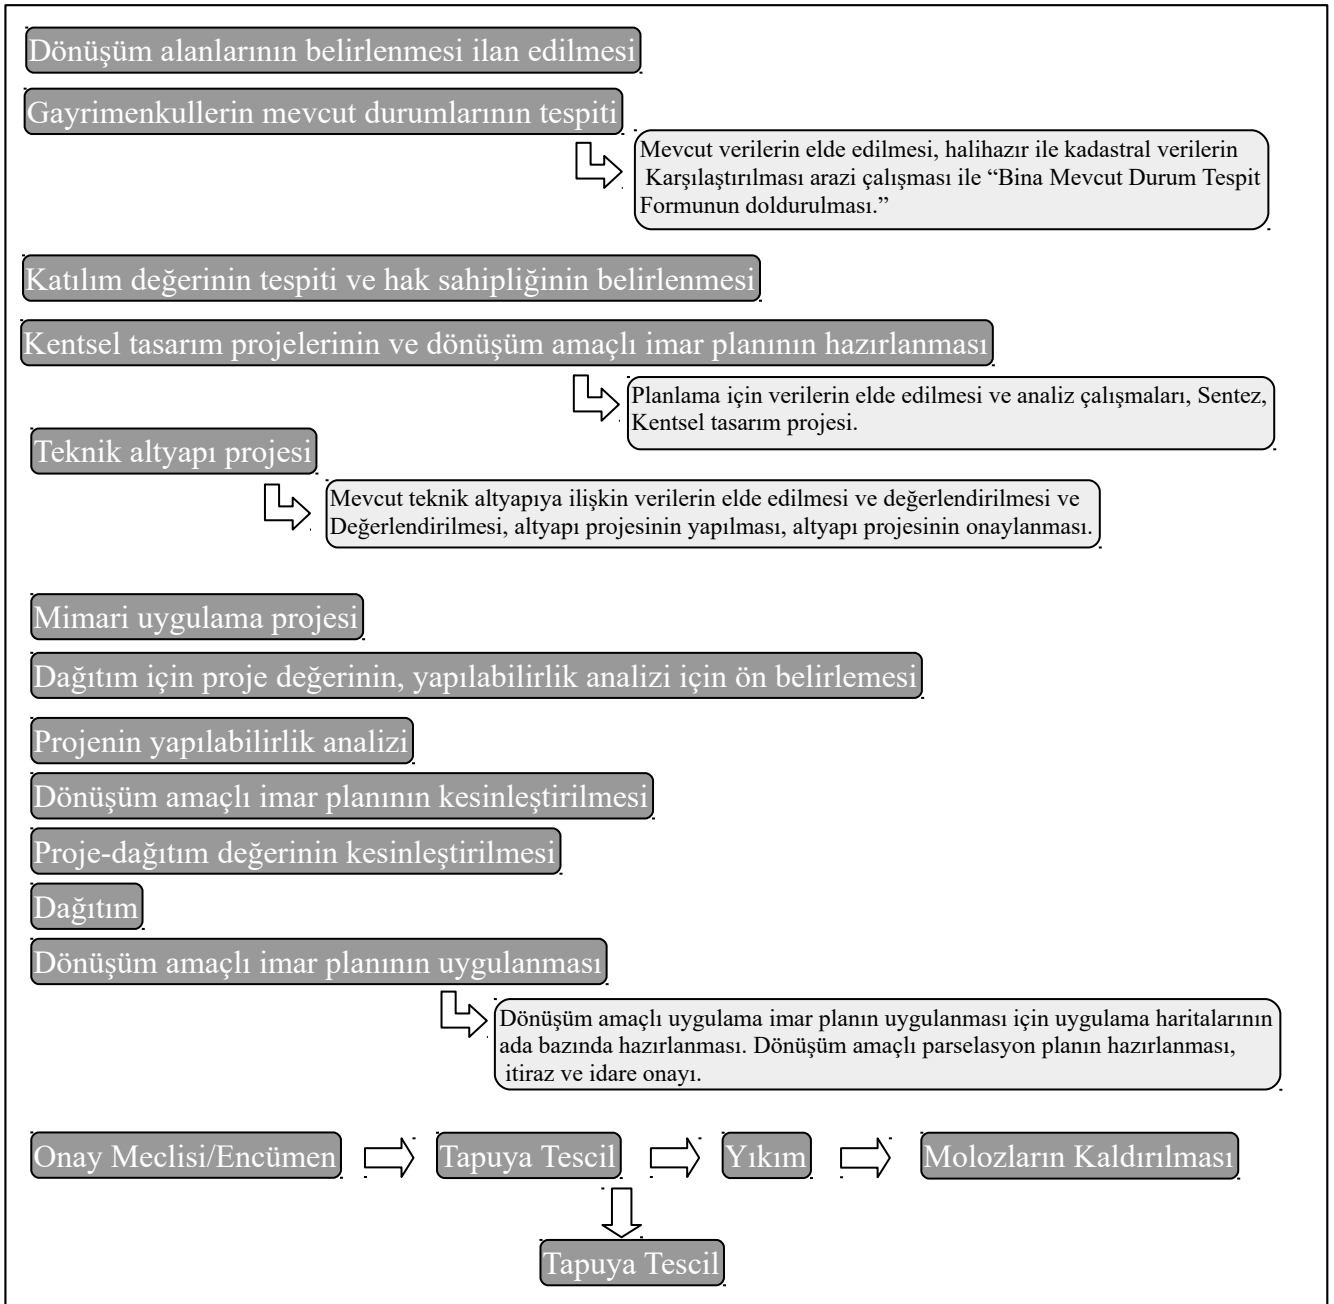 Dönüşüm alanlarının belirlenmesi ilan edilmesi
Gayrimenkullerin mevcut durumlarının tespiti
Mevcut verilerin elde edilmesi, halihazır ile kadastral verilerin
Karşılaştırılması arazi çalışması ile “Bina Mevcut Durum Tespit
Formunun doldurulması.”
Katılım değerinin tespiti ve hak sahipliğinin belirlenmesi
Kentsel tasarım projelerinin ve dönüşüm amaçlı imar planının hazırlanması
Planlama için verilerin elde edilmesi ve analiz çalışmaları, Sentez,
Kentsel tasarım projesi.
Teknik altyapı projesi
Mevcut teknik altyapıya ilişkin verilerin elde edilmesi ve değerlendirilmesi ve
Değerlendirilmesi, altyapı projesinin yapılması, altyapı projesinin onaylanması.
Mimari uygulama projesi
Dağıtım için proje değerinin, yapılabilirlik analizi için ön belirlemesi
Projenin yapılabilirlik analizi
Dönüşüm amaçlı imar planının kesinleştirilmesi
Proje-dağıtım değerinin kesinleştirilmesi
Dağıtım
Dönüşüm amaçlı imar planının uygulanması
Dönüşüm amaçlı uygulama imar planın uygulanması için uygulama haritalarının
ada bazında hazırlanması. Dönüşüm amaçlı parselasyon planın hazırlanması,
itiraz ve idare onayı.
Onay Meclisi/Encümen
Tapuya Tescil
Yıkım
Molozların Kaldırılması
Tapuya Tescil